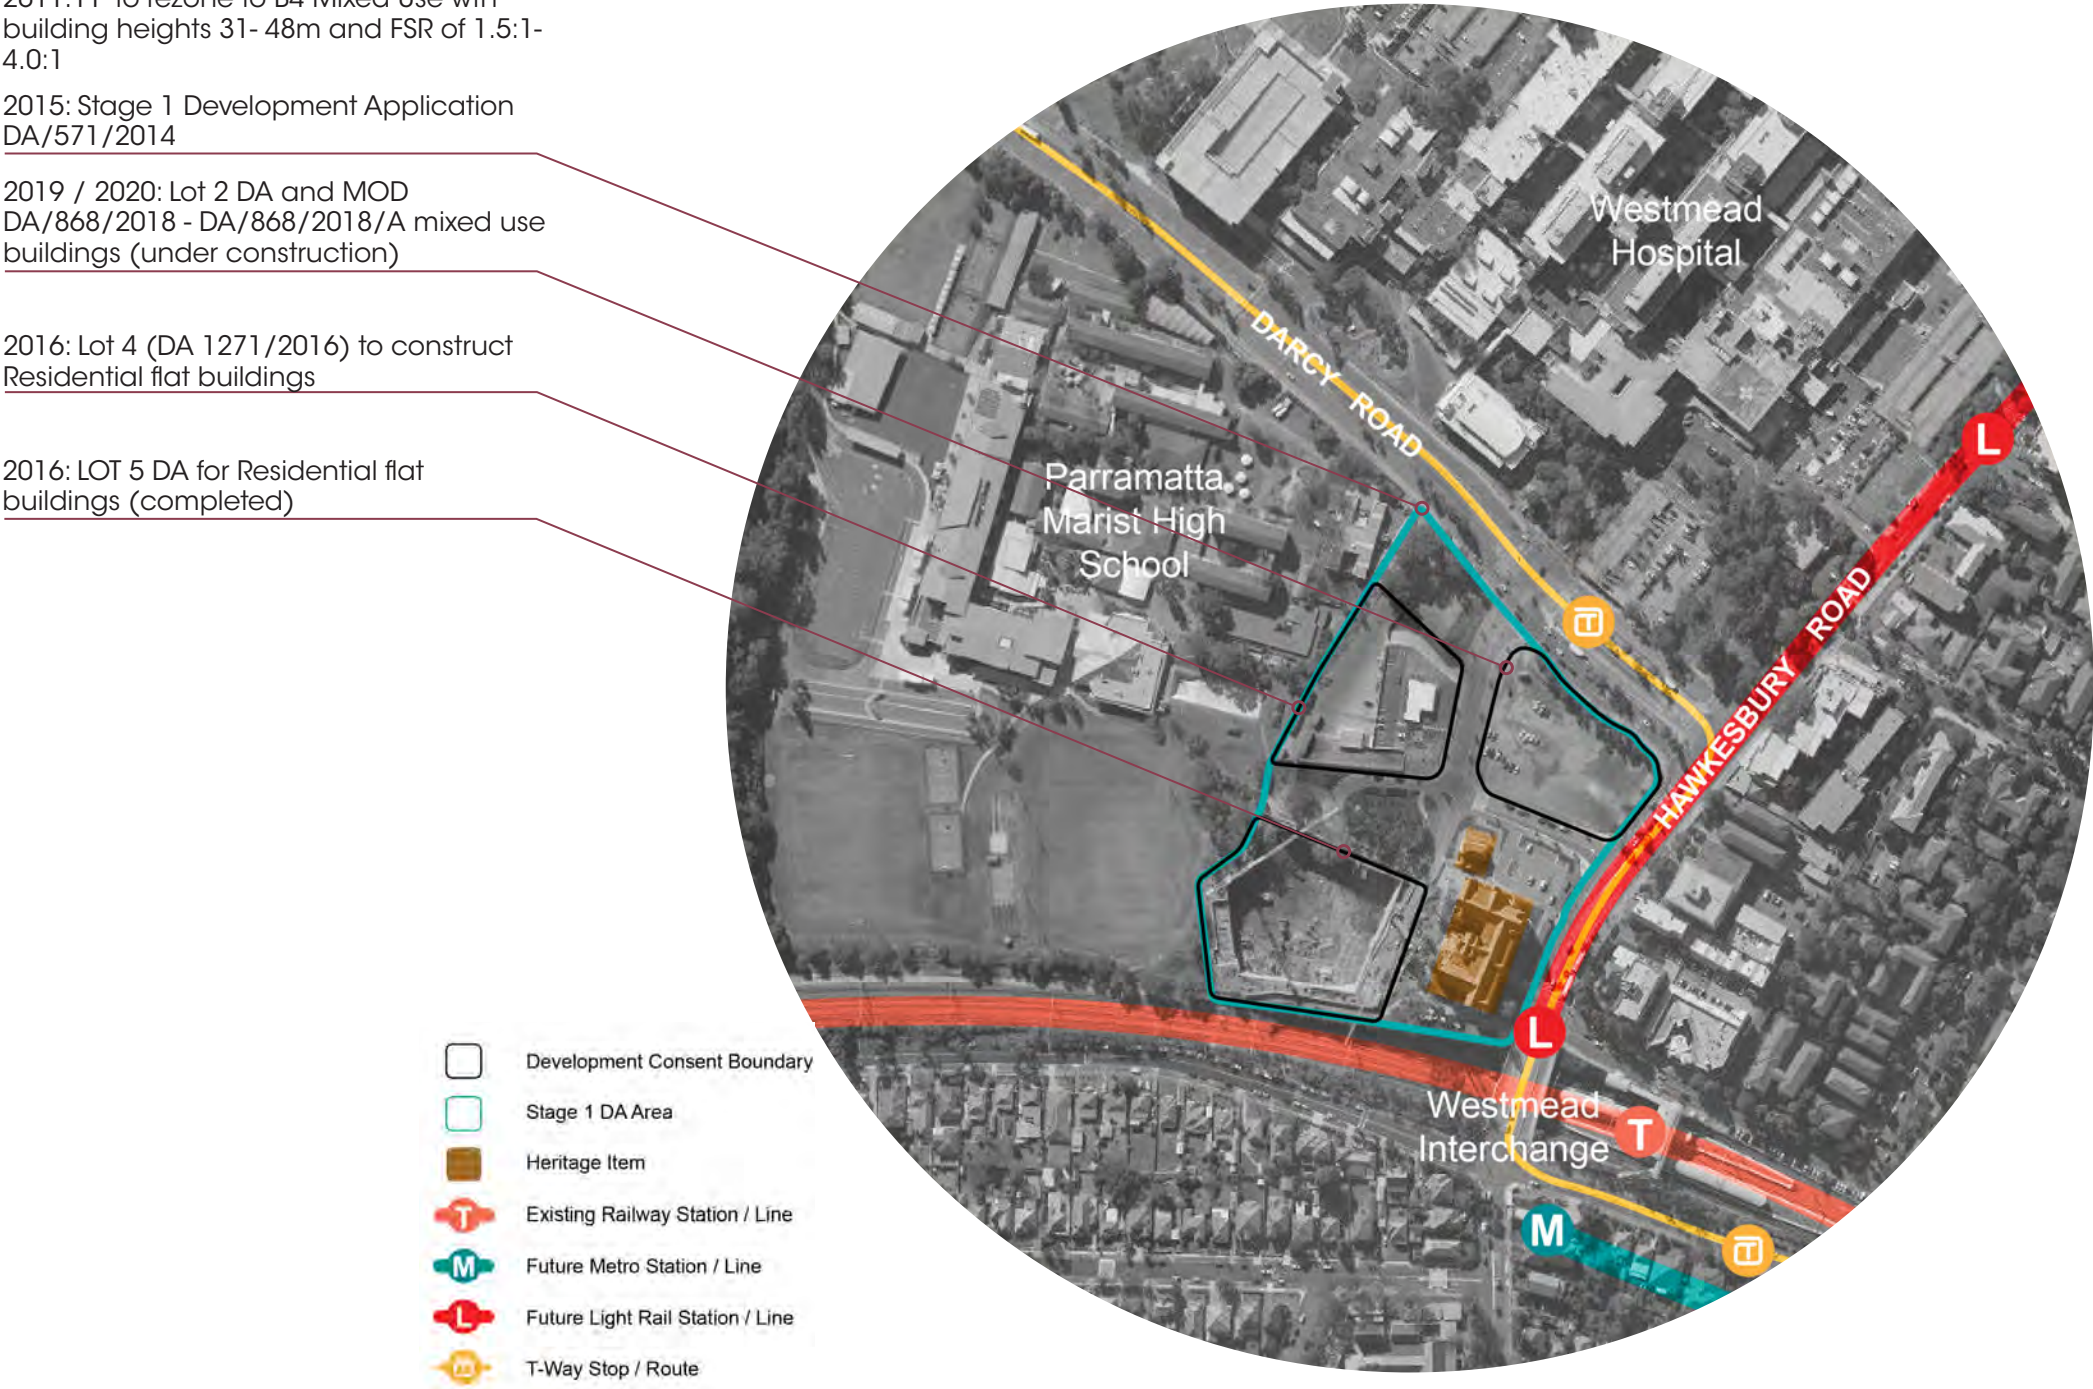 building heights 31- 48m and FSR of 1.5:1-
4.0:1
2015: Stage 1 Development Application
DA/571/2014
2019 / 2020: Lot 2 DA and MOD
DA/868/2018 - DA/868/2018/A mixed use
buildings (under construction)
2016: Lot 4 (DA 1271/2016) to construct
Residential flat buildings
2016: LOT 5 DA for Residential flat
buildings (completed)
Westmead
Hospital
DARCY ROAD
L
Parramatta
Marist High
School
T
HAWKESBURY ROAD
L
Westmead
Interchange
T
M
T
Development Consent Boundary
Stage 1 DA Area
Heritage Item
T Existing Railway Station / Line
M Future Metro Station / Line
L Future Light Rail Station / Line
T-Way Stop / Route